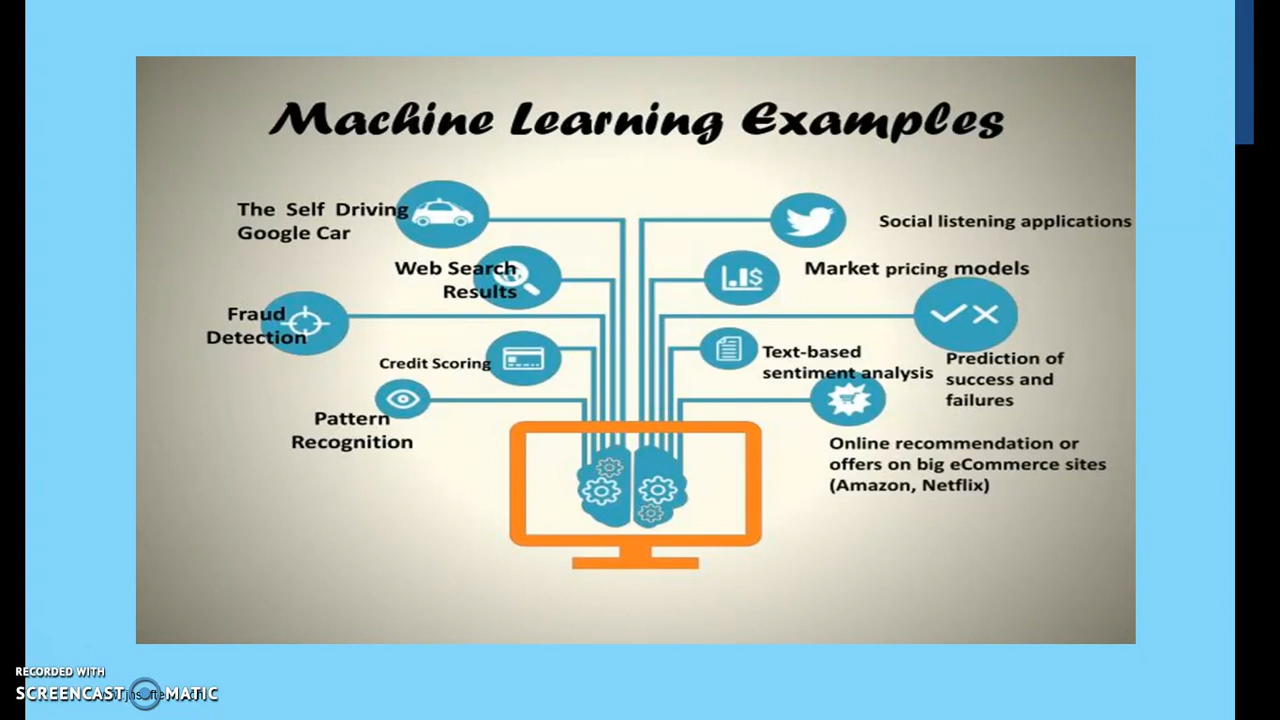 Machine Learning Examples
The Self Driving
Google Car
Web Search
Results
Fraud
Detection
Credit Scoring
Pattern
Recognition
Social listening applications
Market pricing models
Text-based
sentiment analysis
Prediction of
success and
failures
Online recommendation or
offers on big eCommerce sites
(Amazon, Netflix)
$
RECORDED WITH
SCREENCAST MATIC